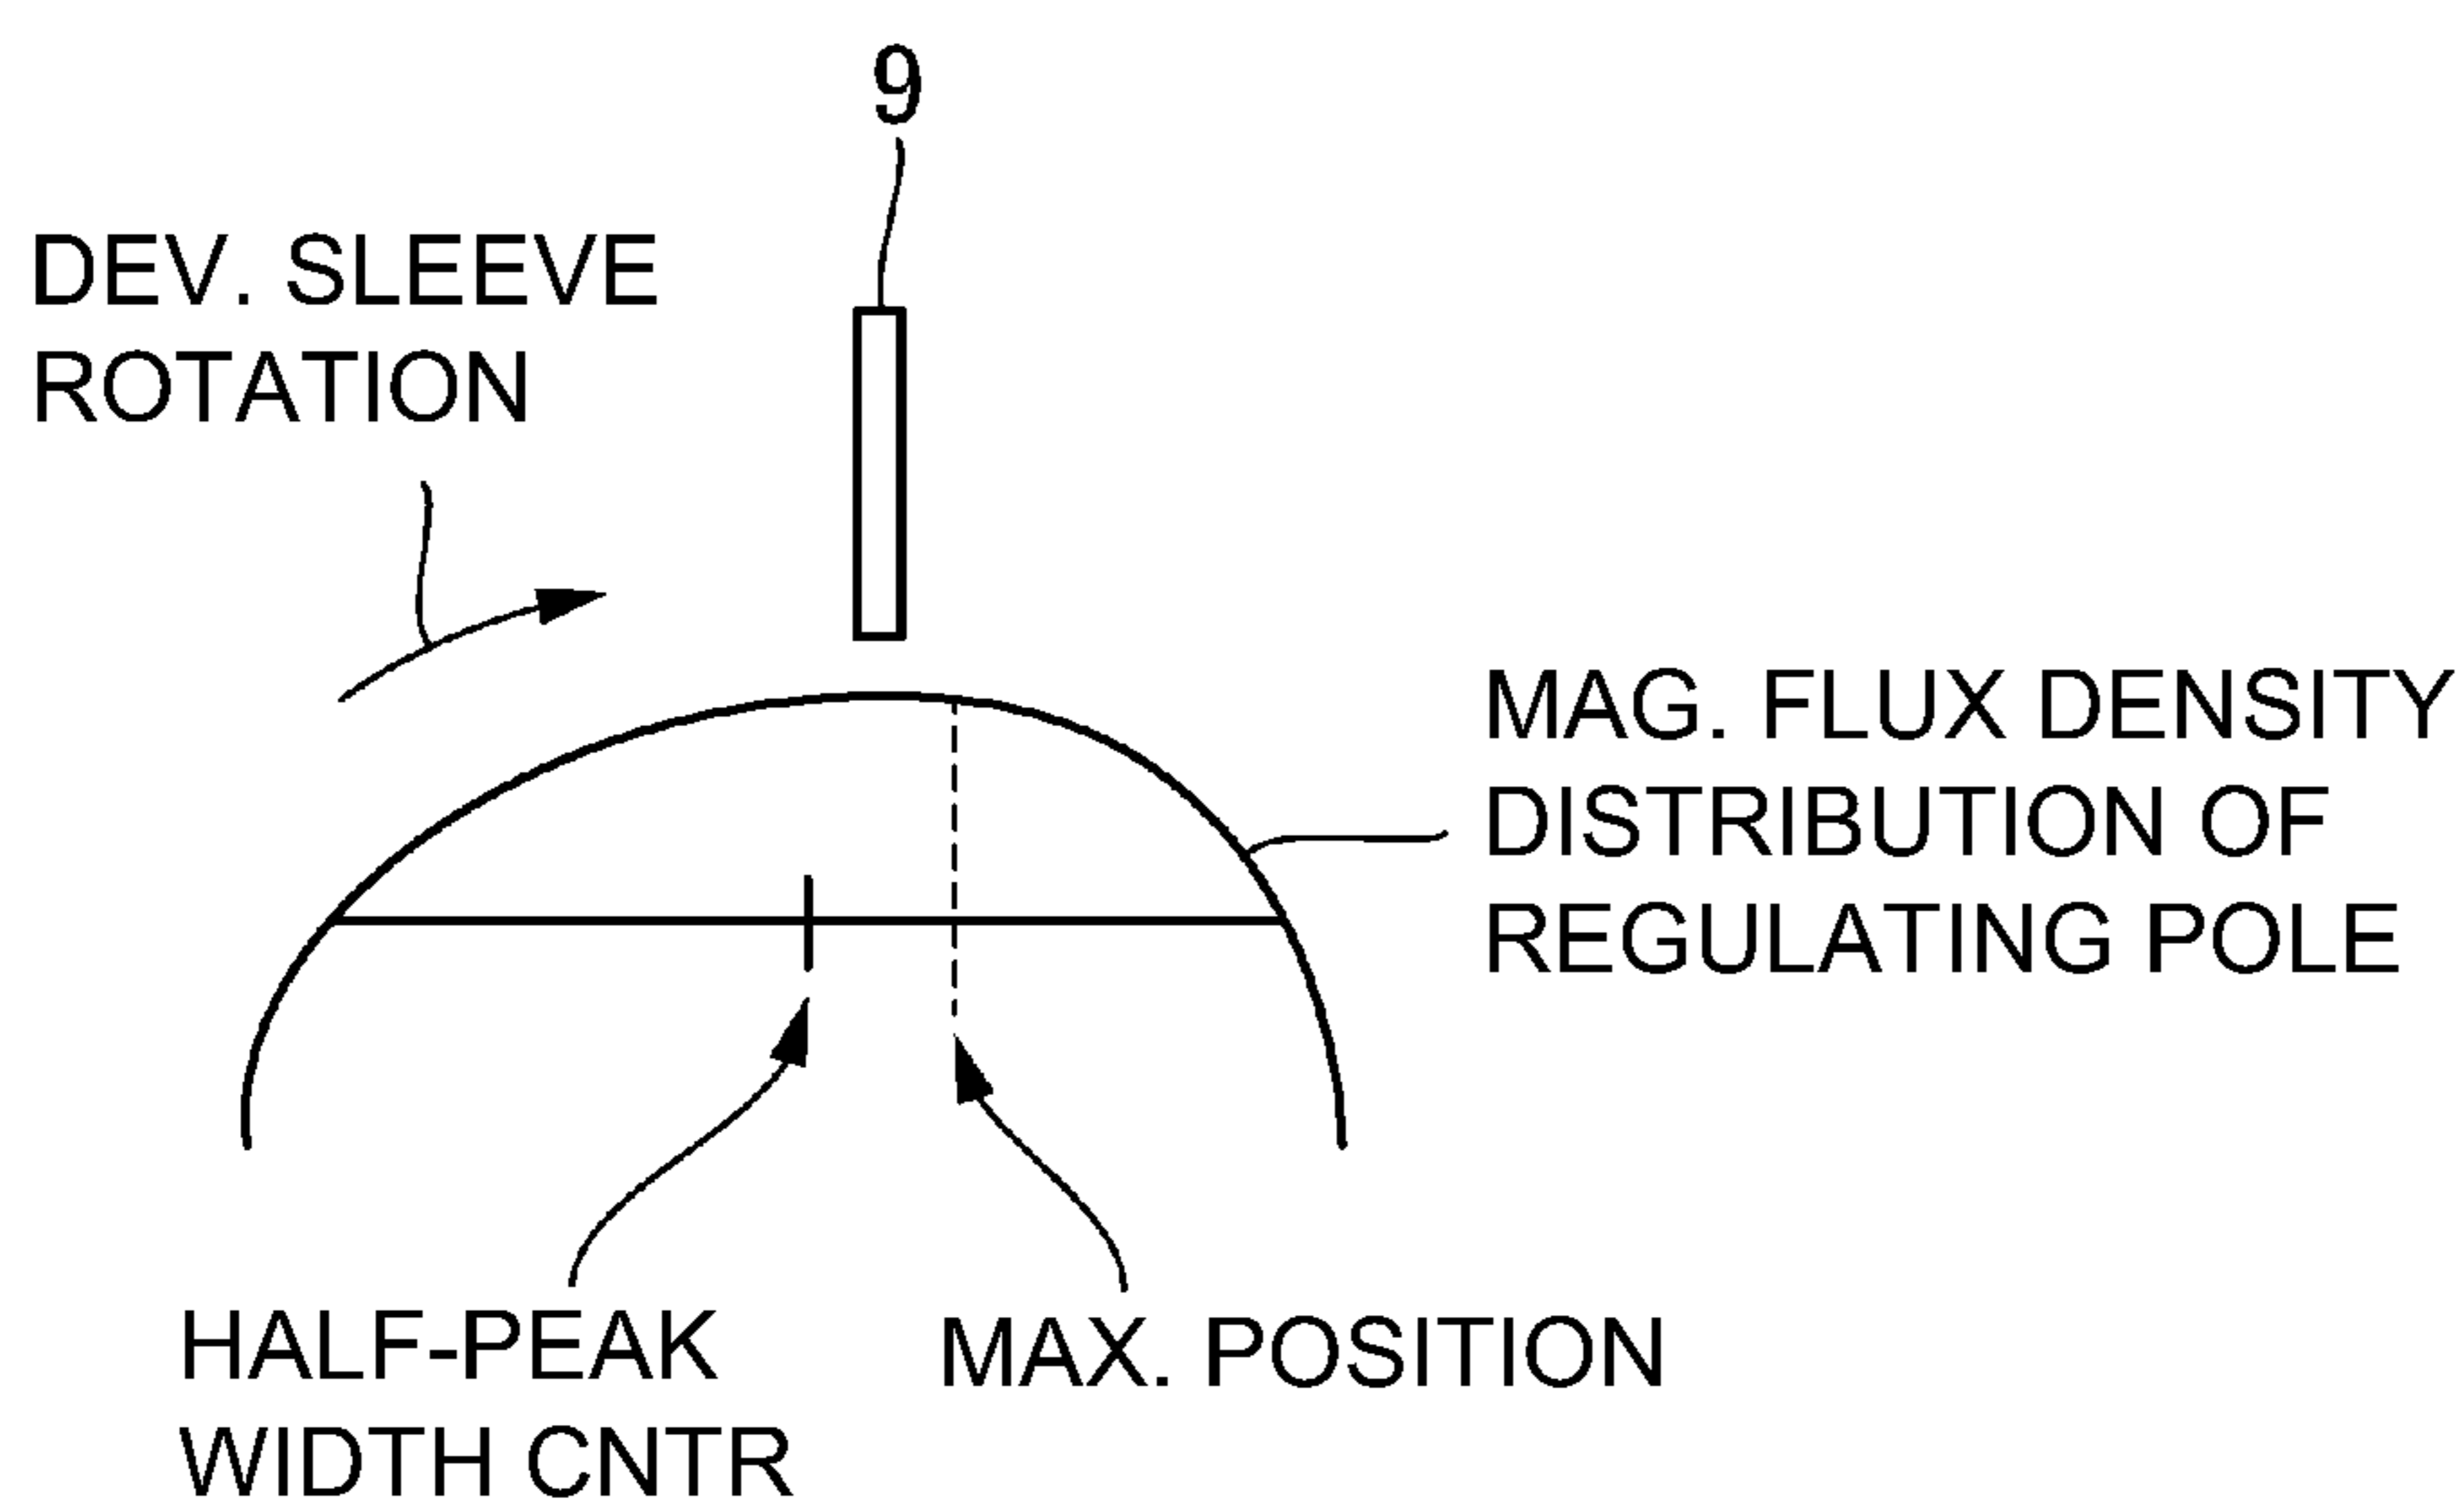 9
DEV. SLEEVE
ROTATION
MAG. FLUX DENSITY
DISTRIBUTION OF
REGULATING POLE
HALF-PEAK
WIDTH CNTR
MAX. POSITION